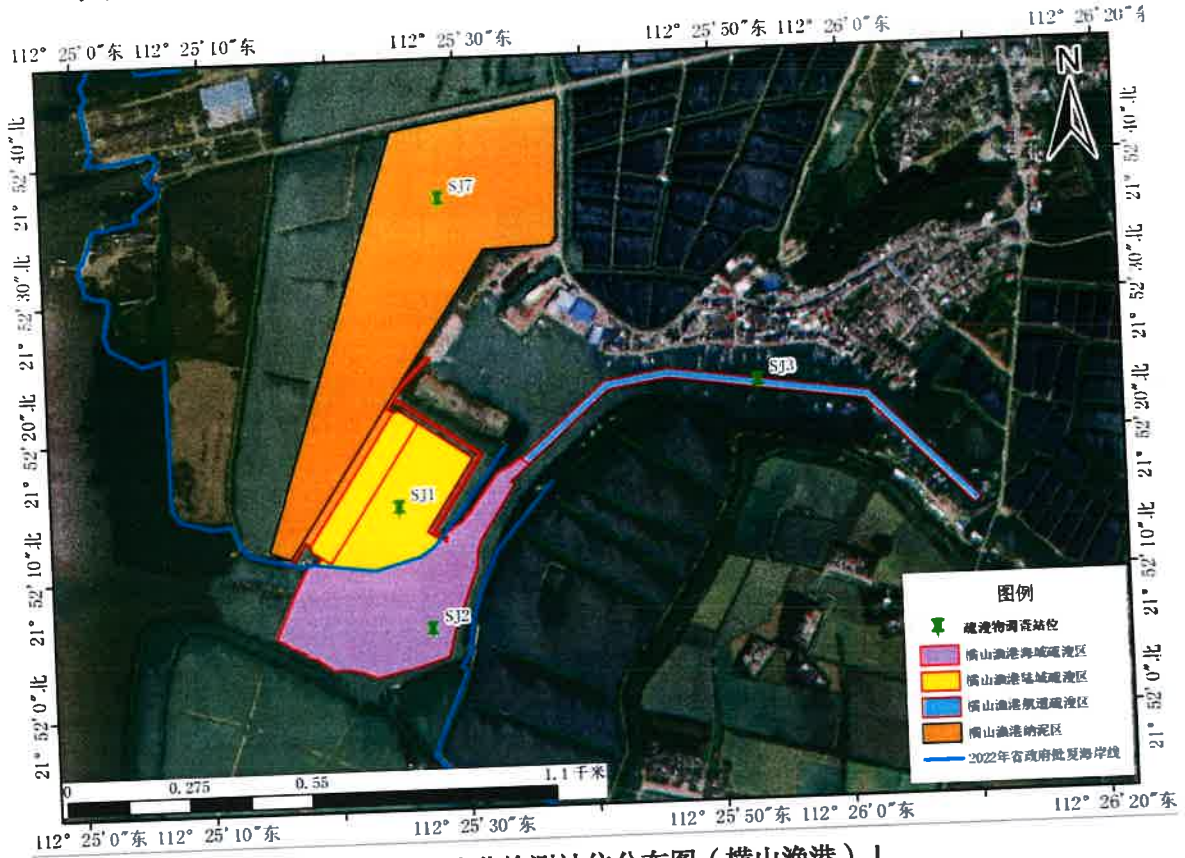 112° 25′0″东 112° 25′10″东 112° 25′30″东 112° 25′50″东 112° 26′0″东 112° 26′20″东
N
21° 52′40″北
21° 52′30″北
21° 52′20″北
21° 52′10″北
21° 52′0″北
SJ7
SJ3
SJ1
SJ2
21° 52′40″北
21° 52′30″北
21° 52′20″北
21° 52′10″北
21° 52′0″北
图例
疏浚物调查站位
横山渔港海域疏浚区
横山渔港陆域疏浚区
横山渔港航道疏浚区
横山渔港纳泥区
2022年省政府批复海岸线
0 0.275 0.55 1.1 千米
112° 25′0″东 112° 25′10″东 112° 25′30″东 112° 25′50″东 112° 26′0″东 112° 26′20″东
检测站位分布图（横山渔港）1